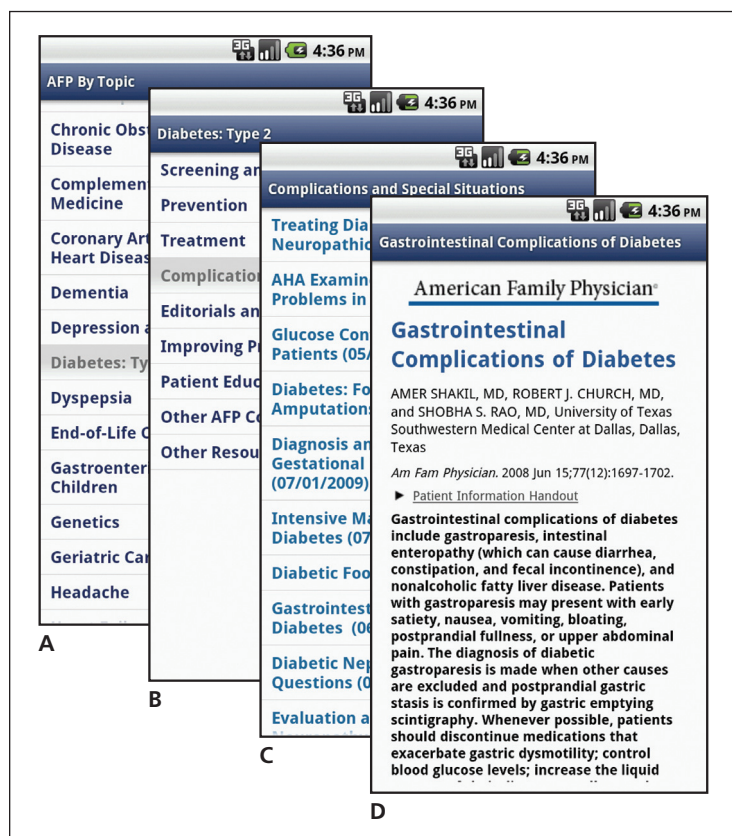 3G 4:36 PM
AFP By Topic
Chronic Obs
Disease
Complemen
Medicine
Coronary Art
Heart Diseas
Dementia
Depression a
Diabetes: Ty
Dyspepsia
End-of-Life C
Gastroenter
Children
Genetics
Geriatric Car
Headache
A
3G 4:36 PM
Diabetes: Type 2
Screening an
Prevention
Treatment
Complication
Editorials an
Improving P
Patient Educ
Other AFP Co
Other Resou
B
3G 4:36 PM
Complications and Special Situations
Treating Dia
Neuropathic
AHA Examin
Problems in
Glucose Con
Patients (05/
Diabetes: Fo
Amputations
Diagnosis an
Gestational
(07/01/2009)
Intensive Ma
Diabetes (07
Diabetic Foo
Gastrointest
Diabetes (06
Diabetic Nep
Questions (0
Evaluation a
C
3G 4:36 PM
Gastrointestinal Complications of Diabetes
American Family Physician®
Gastrointestinal
Complications of Diabetes
AMER SHAKIL, MD, ROBERT J. CHURCH, MD,
and SHOBHA S. RAO, MD, University of Texas
Southwestern Medical Center at Dallas, Dallas,
Texas
Am Fam Physician. 2008 Jun 15;77(12):1697-1702.
► Patient Information Handout
Gastrointestinal complications of diabetes
include gastroparesis, intestinal
enteropathy (which can cause diarrhea,
constipation, and fecal incontinence), and
nonalcoholic fatty liver disease. Patients
with gastroparesis may present with early
satiety, nausea, vomiting, bloating,
postprandial fullness, or upper abdominal
pain. The diagnosis of diabetic
gastroparesis is made when other causes
are excluded and postprandial gastric
stasis is confirmed by gastric emptying
scintigraphy. Whenever possible, patients
should discontinue medications that
exacerbate gastric dysmotility; control
blood glucose levels; increase the liquid
D